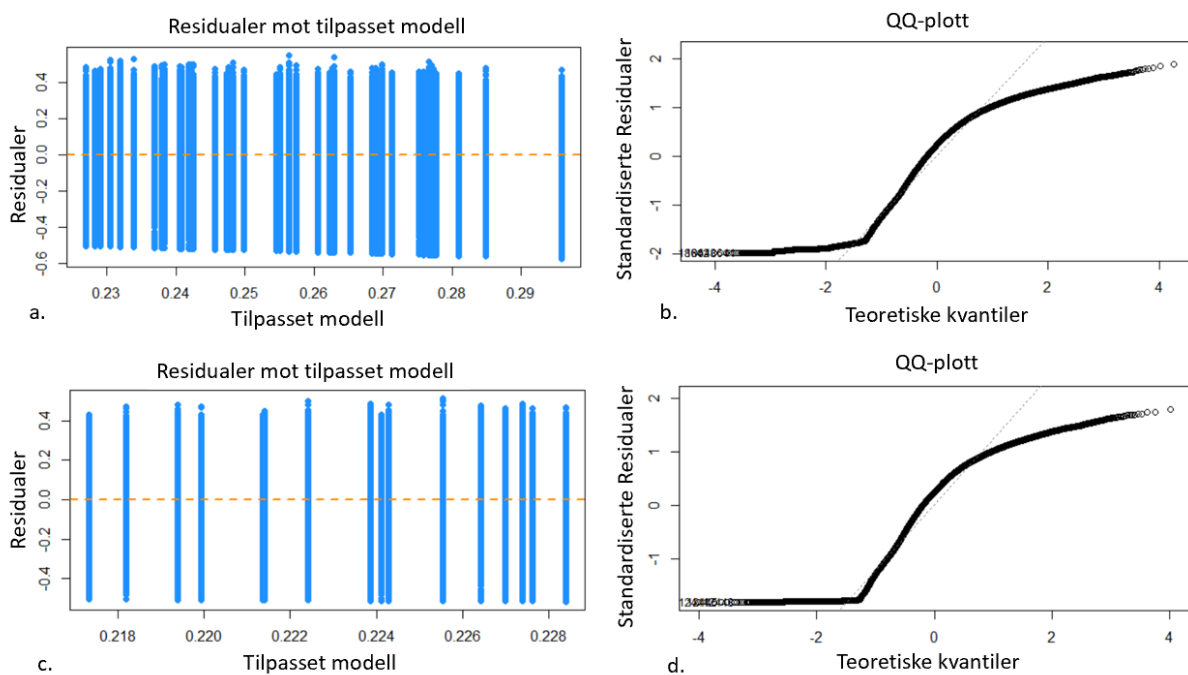 a.
Residualer mot tilpasset modell
Residualer
0.4
0.2
0.0
-0.2
-0.4
-0.6
0.23 0.24 0.25 0.26 0.27 0.28 0.29
Tilpasset modell
b.
QQ-plott
Standardiserte Residualer
2
1
0
-1
-2
-4 -2 0 2 4
Teoretiske kvantiler
c.
Residualer mot tilpasset modell
Residualer
0.4
0.2
0.0
-0.2
-0.4
0.218 0.220 0.222 0.224 0.226 0.228
Tilpasset modell
d.
QQ-plott
Standardiserte Residualer
2
1
0
-1
-4 -2 0 2 4
Teoretiske kvantiler